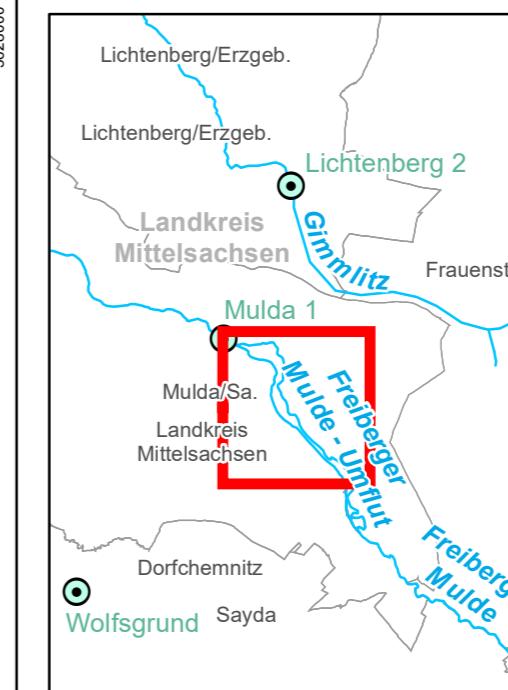 Lichtenberg/Erzgeb.
Lichtenberg/Erzgeb.
Lichtenberg 2
Landkreis
Mittelsachsen
Gimmlitz
Frauenst
Mulda 1
Mulda/Sa.
Landkreis
Mittelsachsen
Freiberger
Mulde - Umflut
Dorfchemnitz
Freiberg
Mulde
Wolfsgrund
Sayda